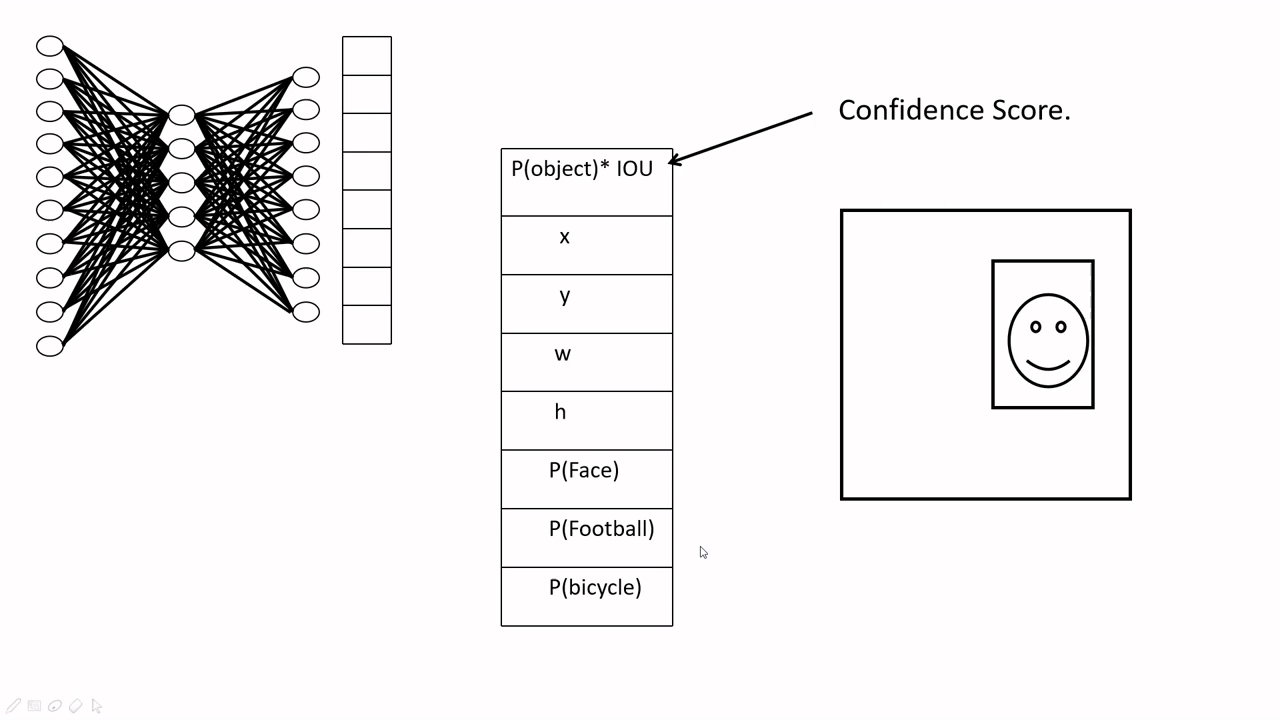 Confidence Score.
P(object)* IOU
x
y
w
h
P(Face)
P(Football)
P(bicycle)